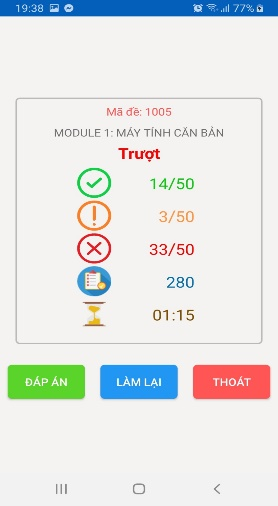 19:38 77%
Mã đề: 1005
MODULE 1: MÁY TÍNH CĂN BẢN
Trượt
14/50
3/50
33/50
280
01:15
ĐÁP ÁN LÀM LẠI THOÁT